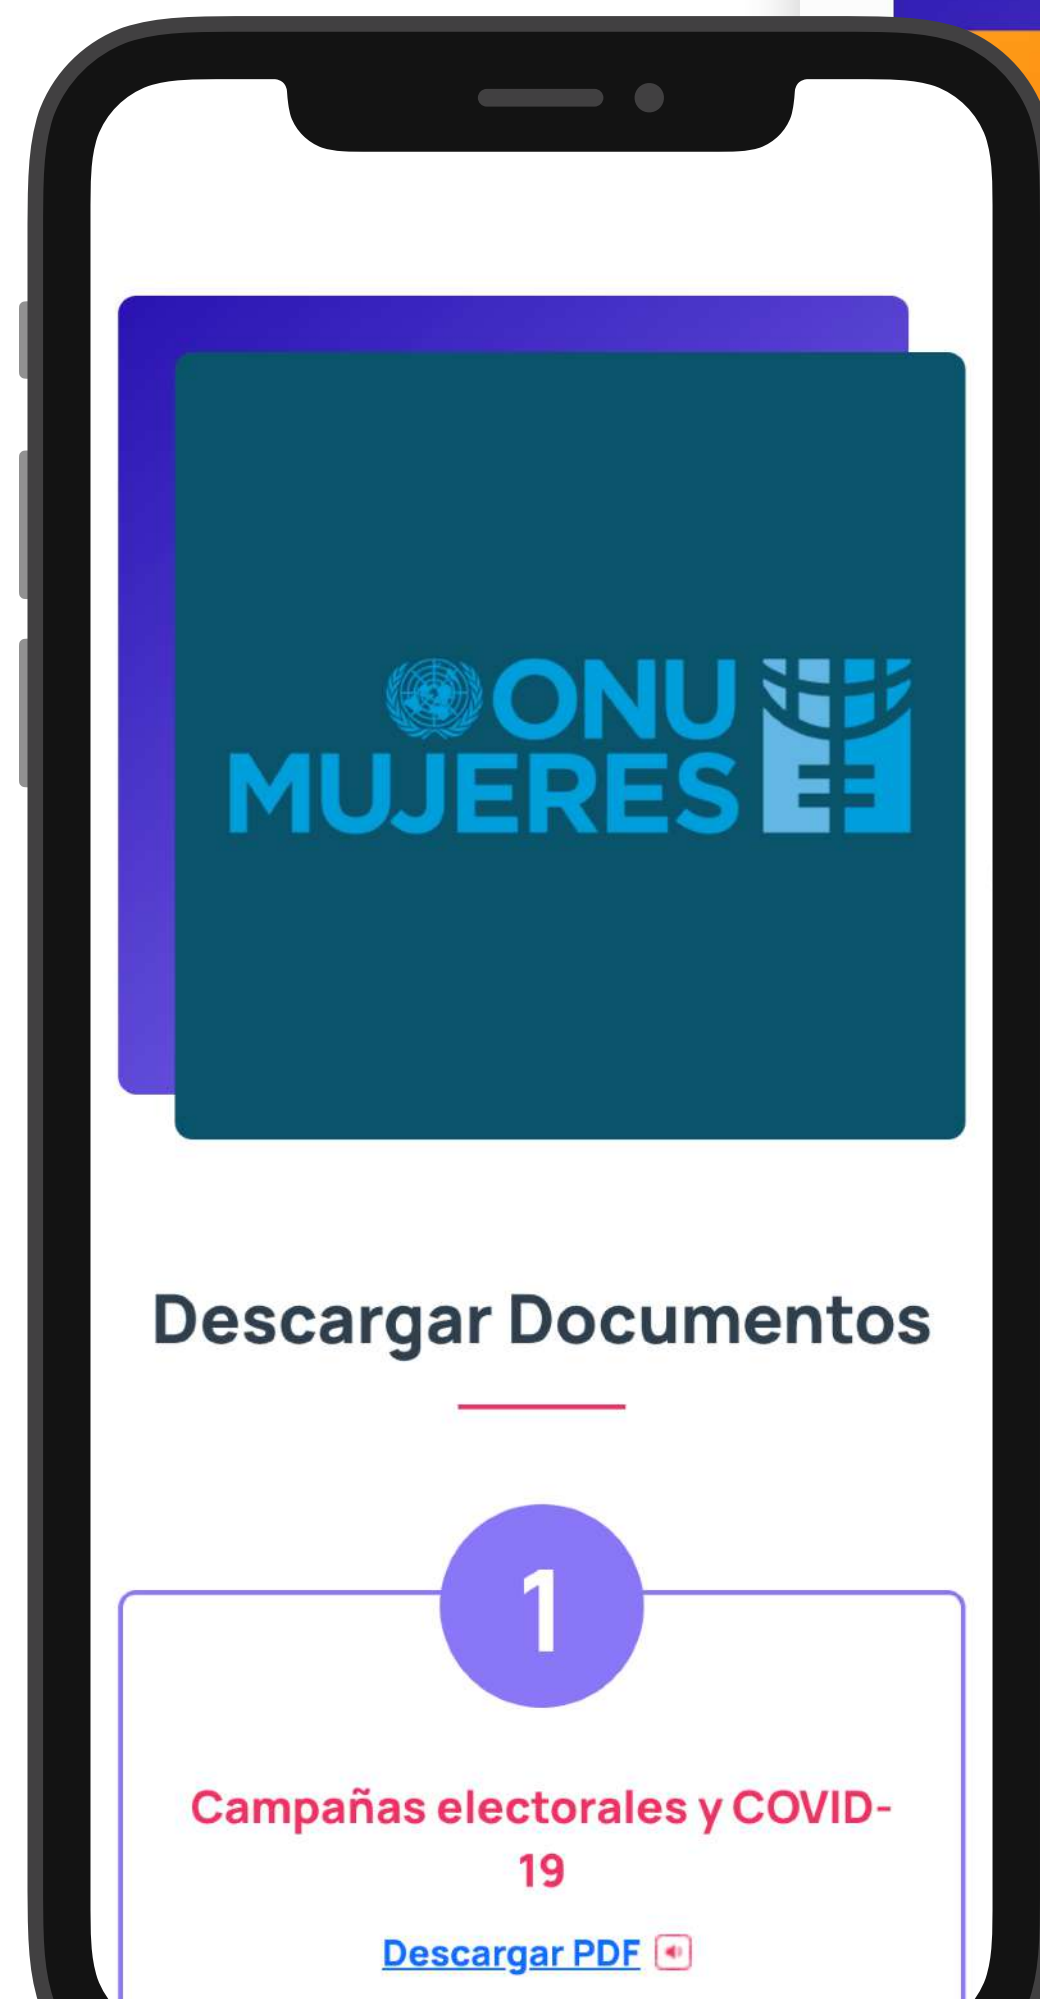 ONU
MUJERES
Descargar Documentos
1
Campañas electorales y COVID-
19
Descargar PDF